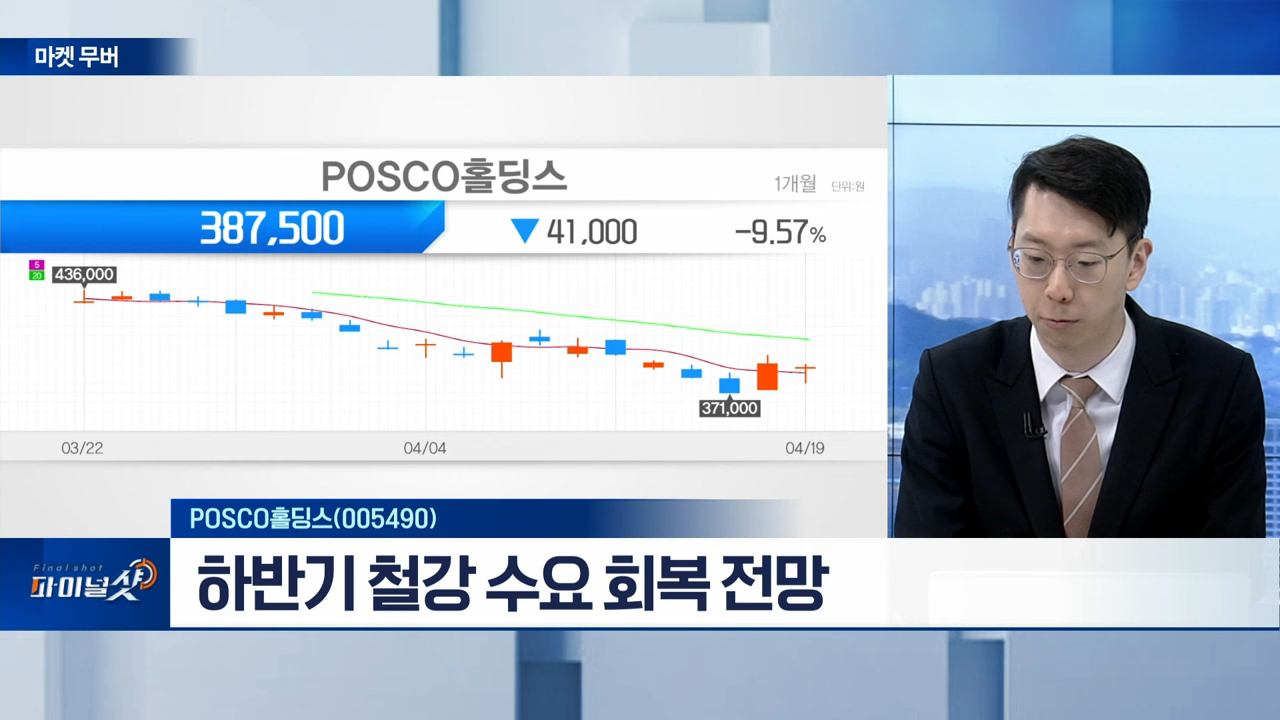 마켓 무버
POSCO홀딩스
1개월 단위:원
387,500 ▼ 41,000 -9.57%
5
20
436,000
371,000
03/22 04/04 04/19
POSCO홀딩스(005490)
Final shot
파이널샷
하반기 철강 수요 회복 전망